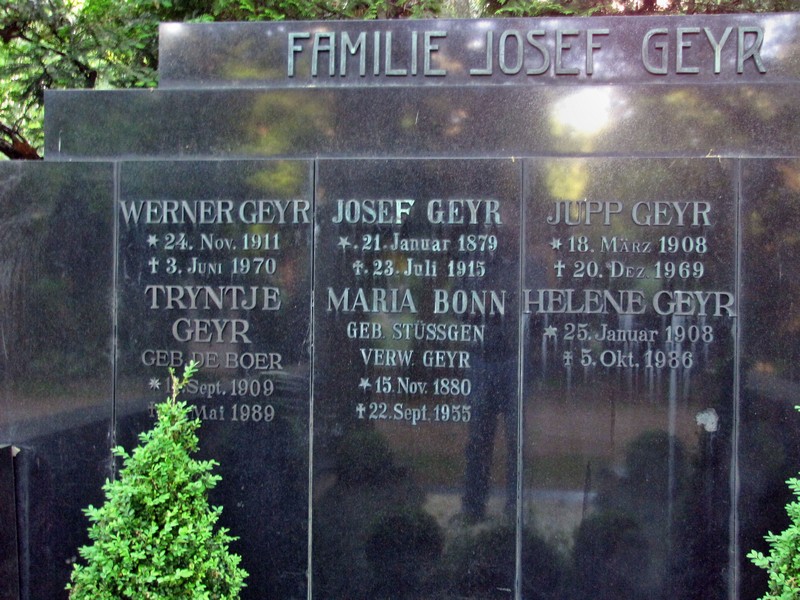 FAMILIE JOSEF GEYR
WERNER GEYR
* 24. Nov. 1911
✝ 3. Juni 1970
TRYNTJE
GEYR
GEB. DE BOER
Sept. 1909
Mai 1989
JOSEF GEYR
* 21. Januar 1879
✝ 23. Juli 1915
MARIA BONN
GEB. STÜSSGEN
VERW. GEYR
* 15. Nov. 1880
✝ 22. Sept. 1955
JUPP GEYR
* 18. März 1908
✝ 20. Dez. 1969
HELENE GEYR
* 25. Januar 1908
✝ 5. Okt. 1986